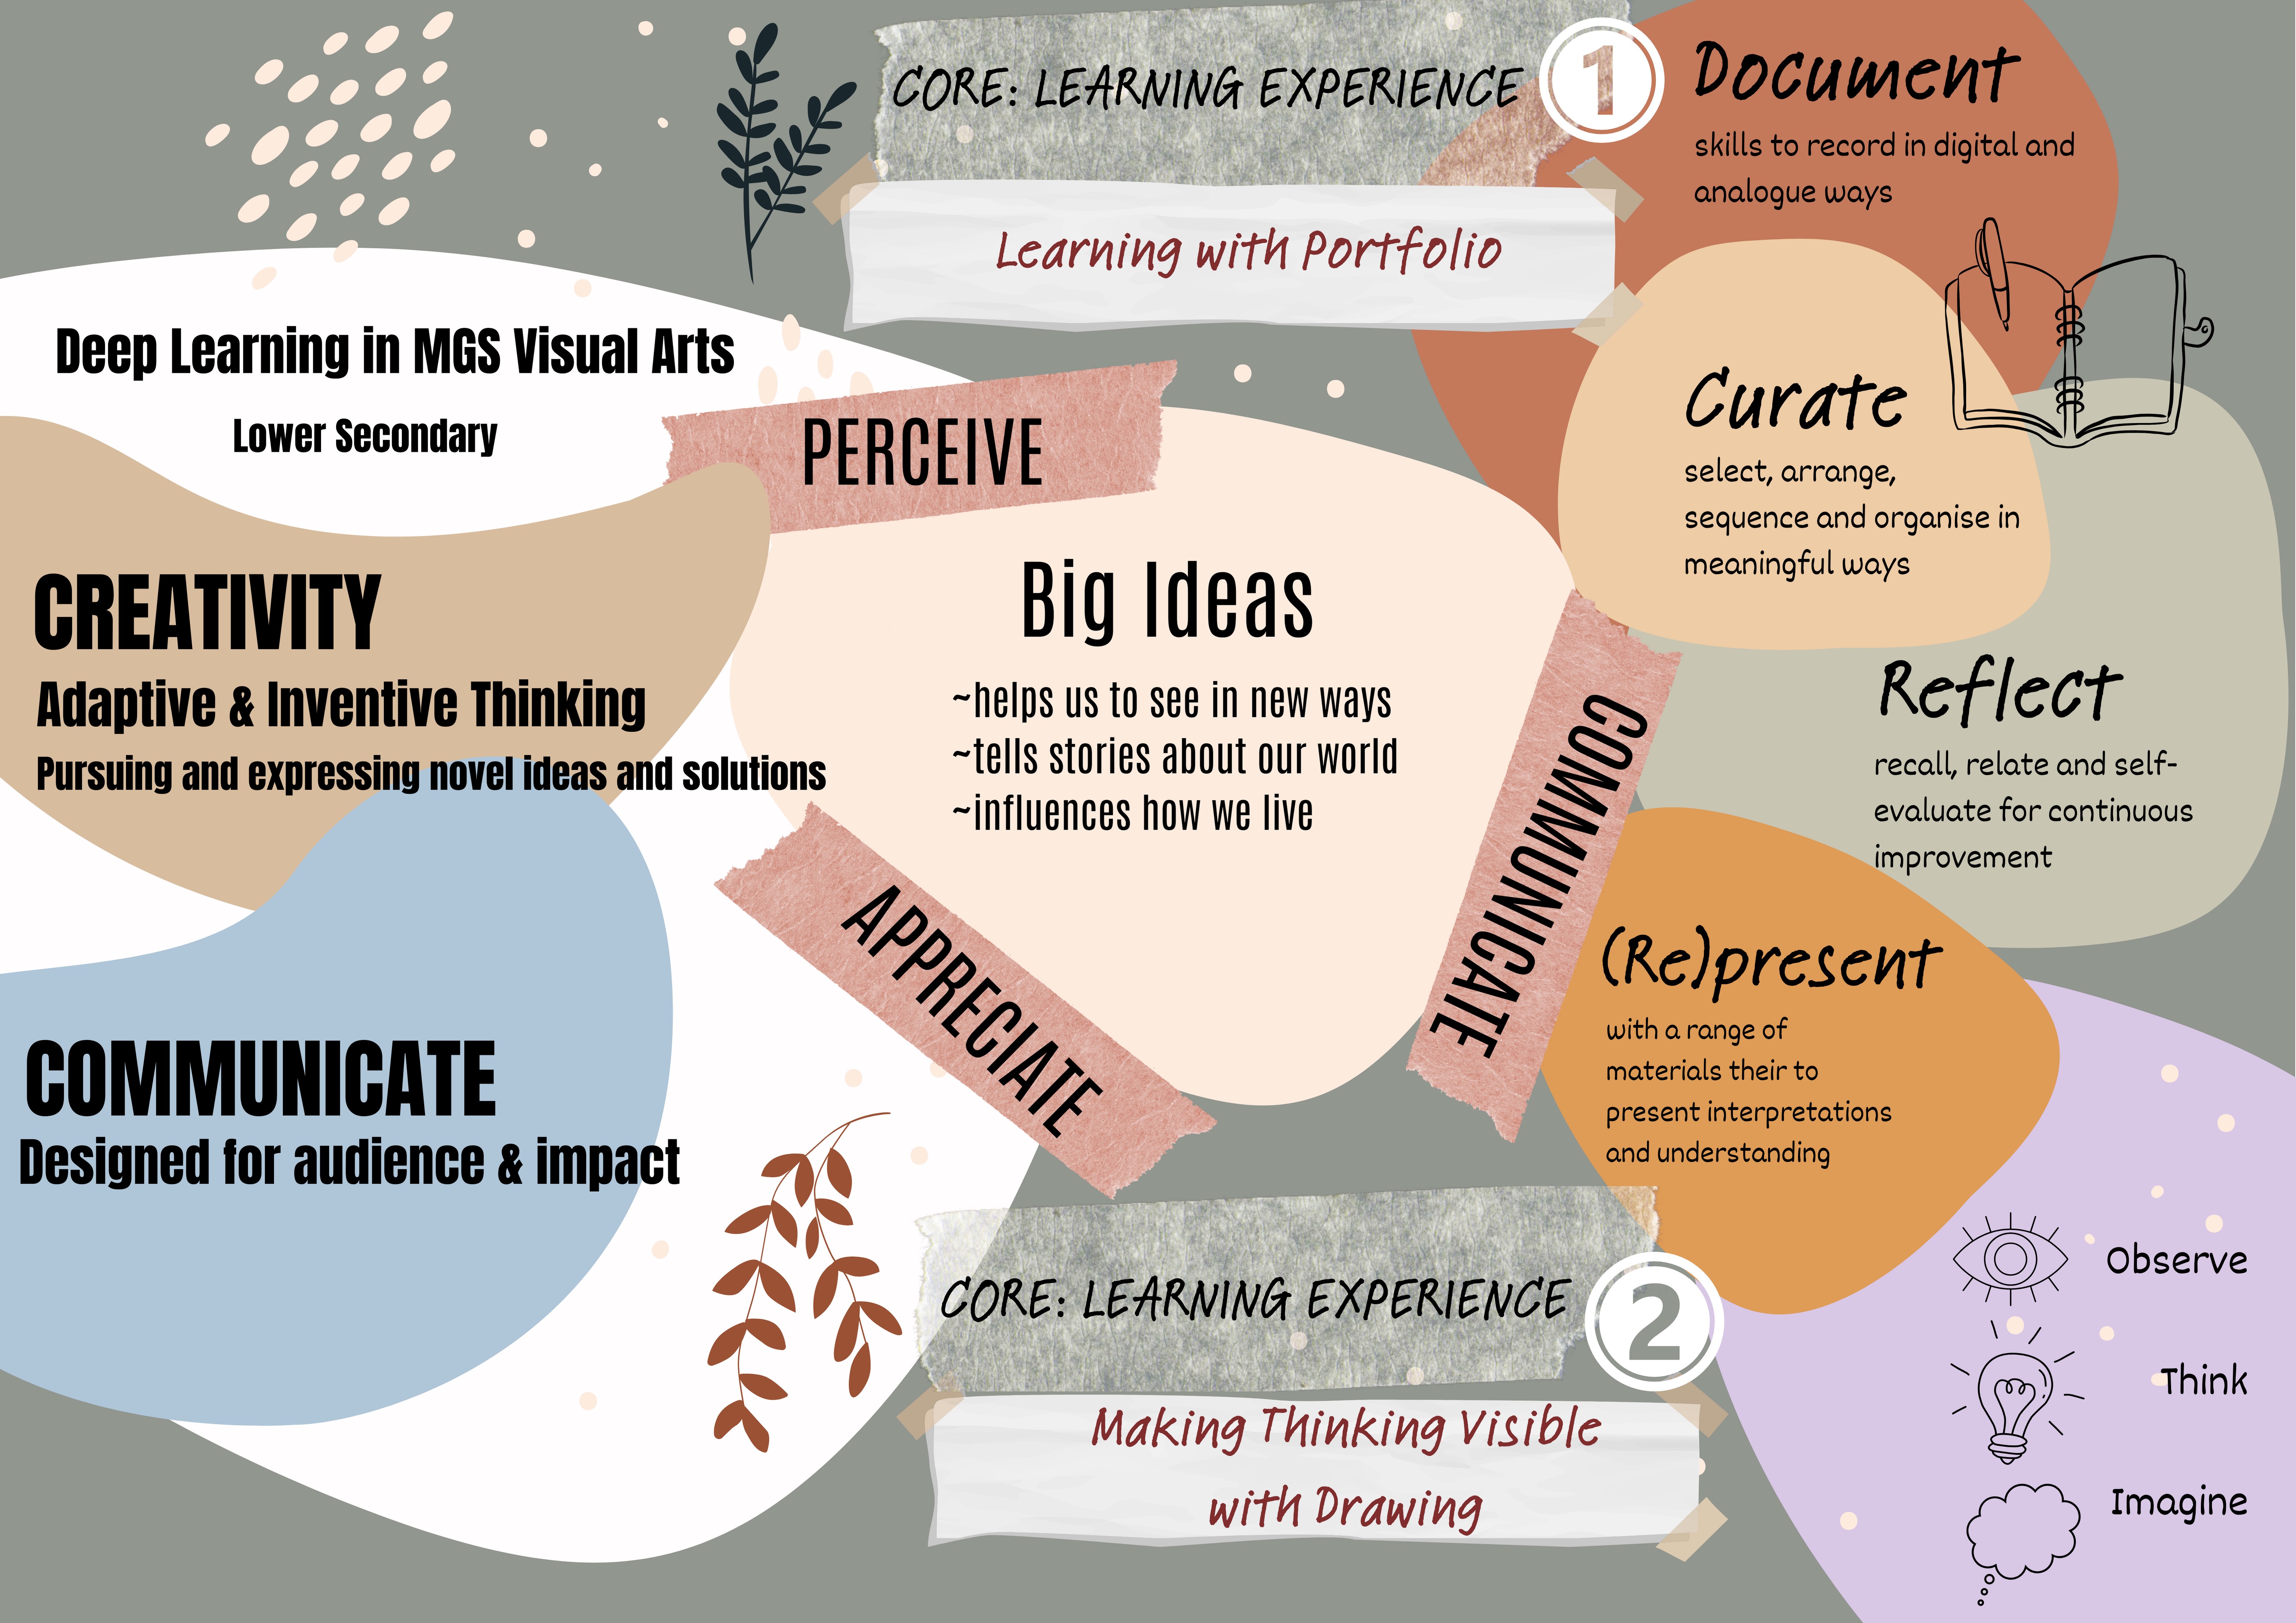 Deep Learning in MGS Visual Arts
Lower Secondary
CREATIVITY
Adaptive & Inventive Thinking
Pursuing and expressing novel ideas and solutions
COMMUNICATE
Designed for audience & impact
PERCEIVE
Big Ideas
~helps us to see in new ways
~tells stories about our world
~influences how we live
COMMUNICATE
APPRECIATE
CORE: LEARNING EXPERIENCE
1
Learning with Portfolio
Document
skills to record in digital and
analogue ways
Curate
select, arrange,
sequence and organise in
meaningful ways
Reflect
recall, relate and self-
evaluate for continuous
improvement
(Re)present
with a range of
materials their to
present interpretations
and understanding
CORE: LEARNING EXPERIENCE
2
Making Thinking Visible
with Drawing
Observe
Think
Imagine